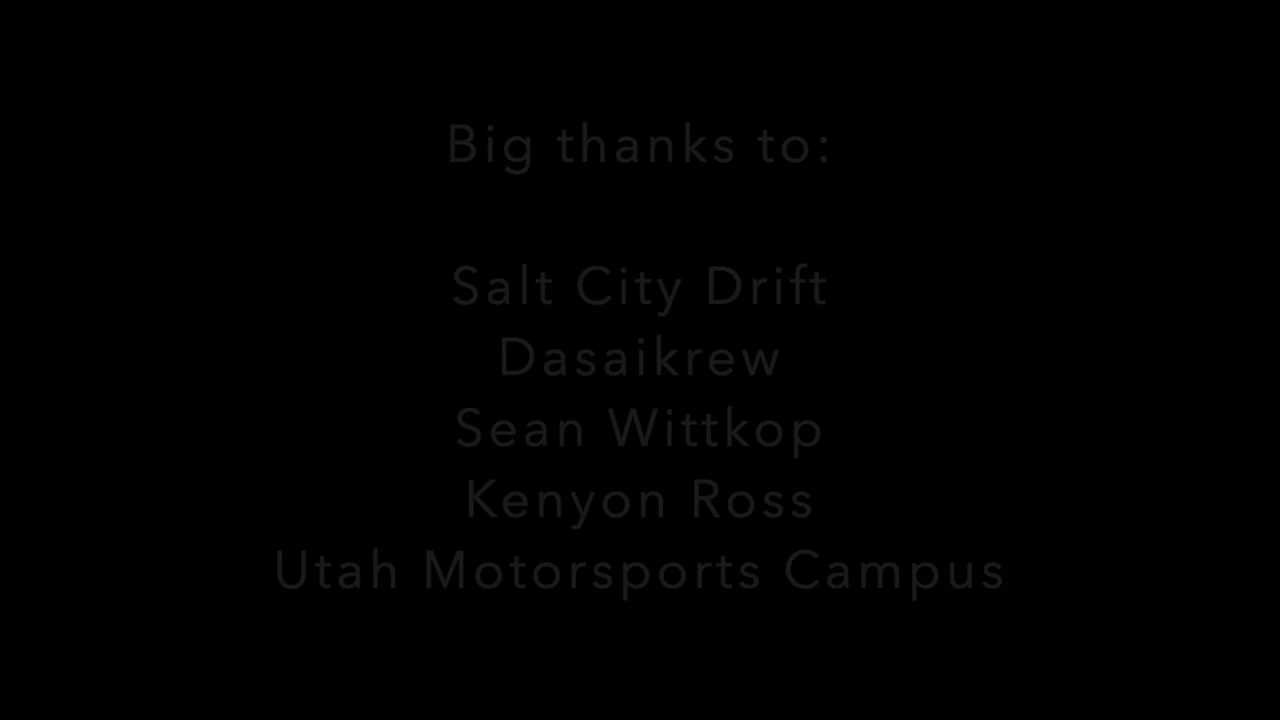 Big thanks to:
Salt City Drift
Dasaikrew
Sean Wittkop
Kenyon Ross
Utah Motorsports Campus